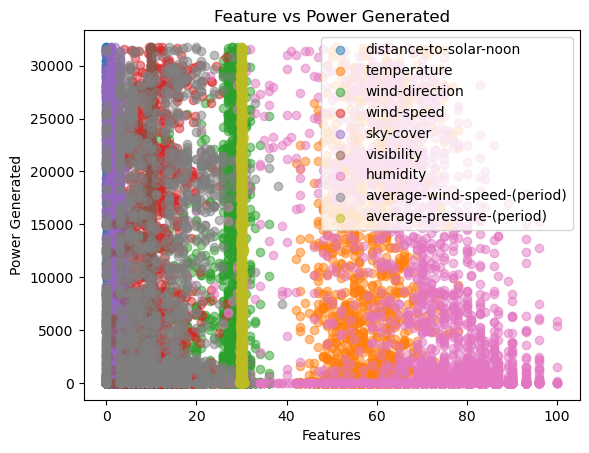 Feature vs Power Generated
distance-to-solar-noon
temperature
wind-direction
wind-speed
sky-cover
visibility
humidity
average-wind-speed-(period)
average-pressure-(period)
Power Generated
30000
25000
20000
15000
10000
5000
0
0 20 40 60 80 100
Features